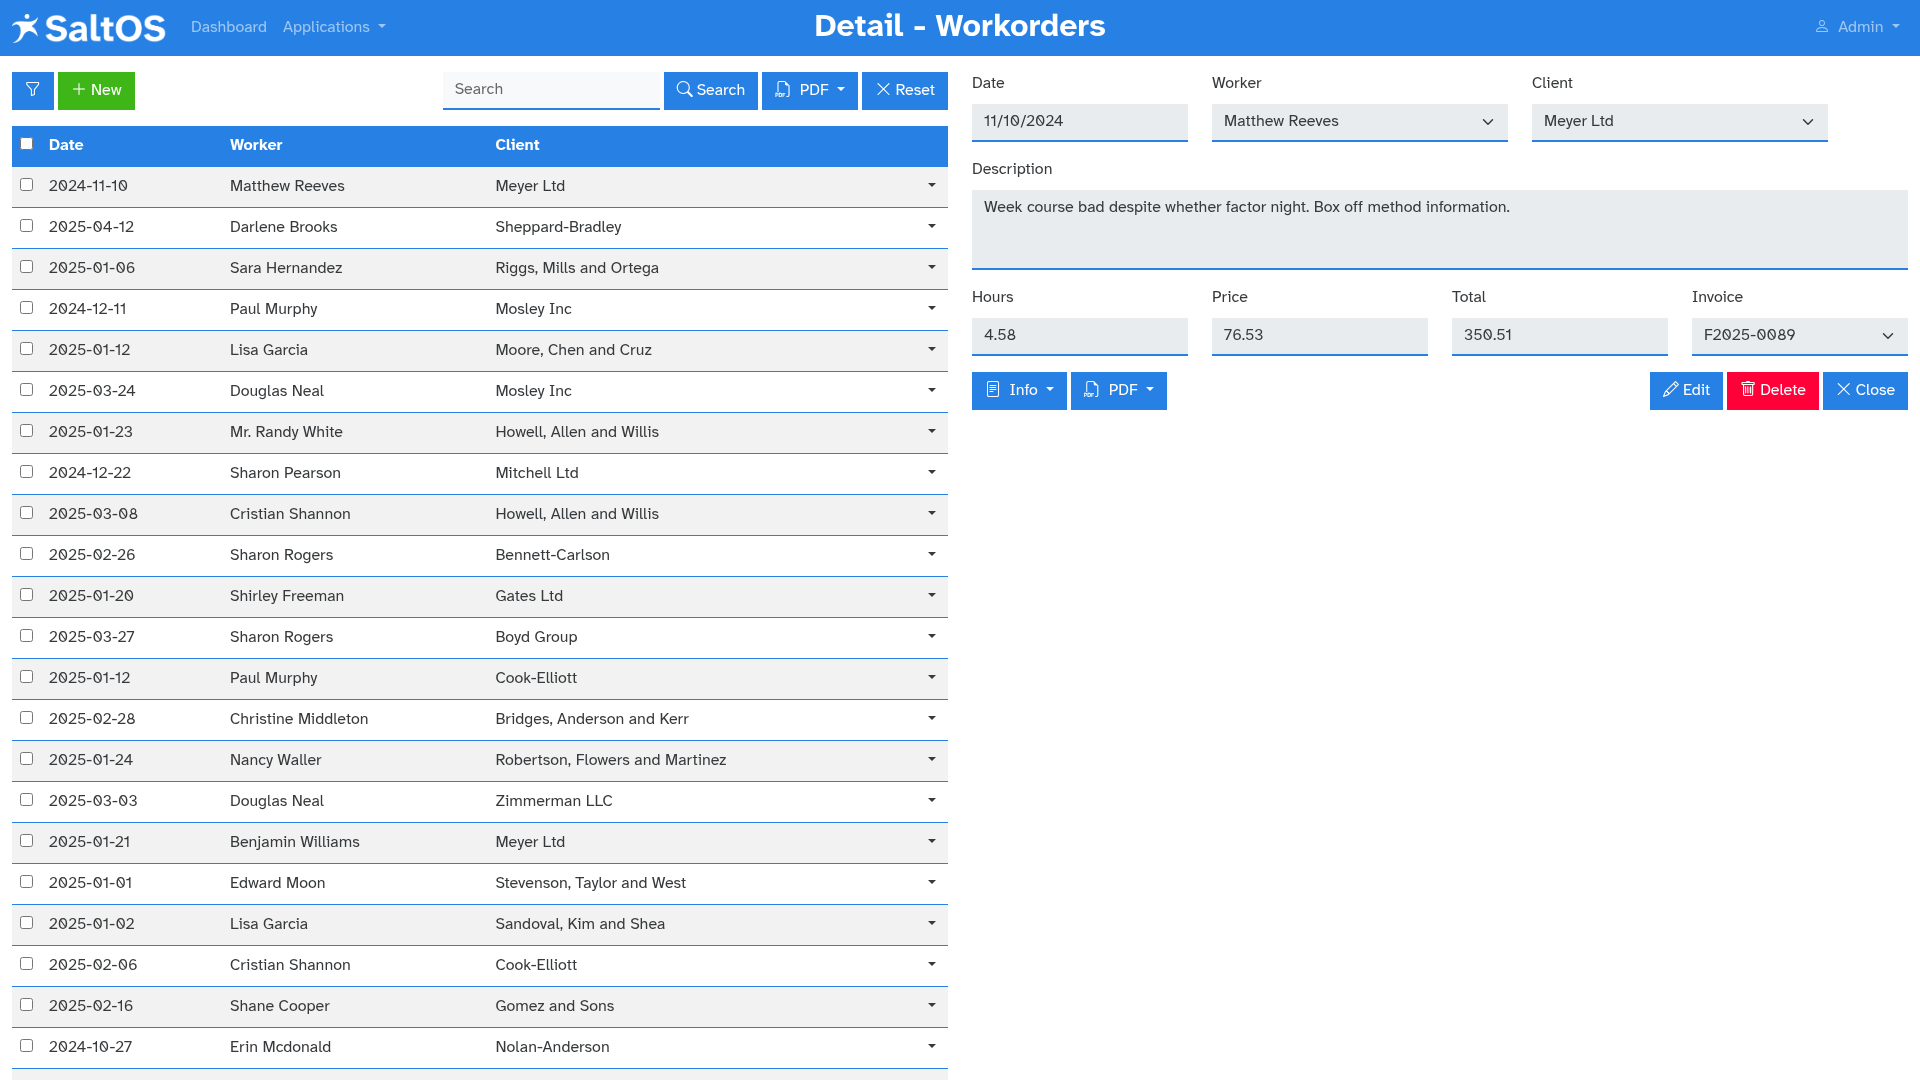 SaltOS Dashboard Applications Detail - Workorders Admin
New Search Search PDF Reset
Date Worker Client
2024-11-10 Matthew Reeves Meyer Ltd
2025-04-12 Darlene Brooks Sheppard-Bradley
2025-01-06 Sara Hernandez Riggs, Mills and Ortega
2024-12-11 Paul Murphy Mosley Inc
2025-01-12 Lisa Garcia Moore, Chen and Cruz
2025-03-24 Douglas Neal Mosley Inc
2025-01-23 Mr. Randy White Howell, Allen and Willis
2024-12-22 Sharon Pearson Mitchell Ltd
2025-03-08 Cristian Shannon Howell, Allen and Willis
2025-02-26 Sharon Rogers Bennett-Carlson
2025-01-20 Shirley Freeman Gates Ltd
2025-03-27 Sharon Rogers Boyd Group
2025-01-12 Paul Murphy Cook-Elliott
2025-02-28 Christine Middleton Bridges, Anderson and Kerr
2025-01-24 Nancy Waller Robertson, Flowers and Martinez
2025-03-03 Douglas Neal Zimmerman LLC
2025-01-21 Benjamin Williams Meyer Ltd
2025-01-01 Edward Moon Stevenson, Taylor and West
2025-01-02 Lisa Garcia Sandoval, Kim and Shea
2025-02-06 Cristian Shannon Cook-Elliott
2025-02-16 Shane Cooper Gomez and Sons
2024-10-27 Erin Mcdonald Nolan-Anderson
Date Worker Client
11/10/2024 Matthew Reeves Meyer Ltd
Description
Week course bad despite whether factor night. Box off method information.
Hours Price Total Invoice
4.58 76.53 350.51 F2025-0089
Info PDF Edit Delete Close